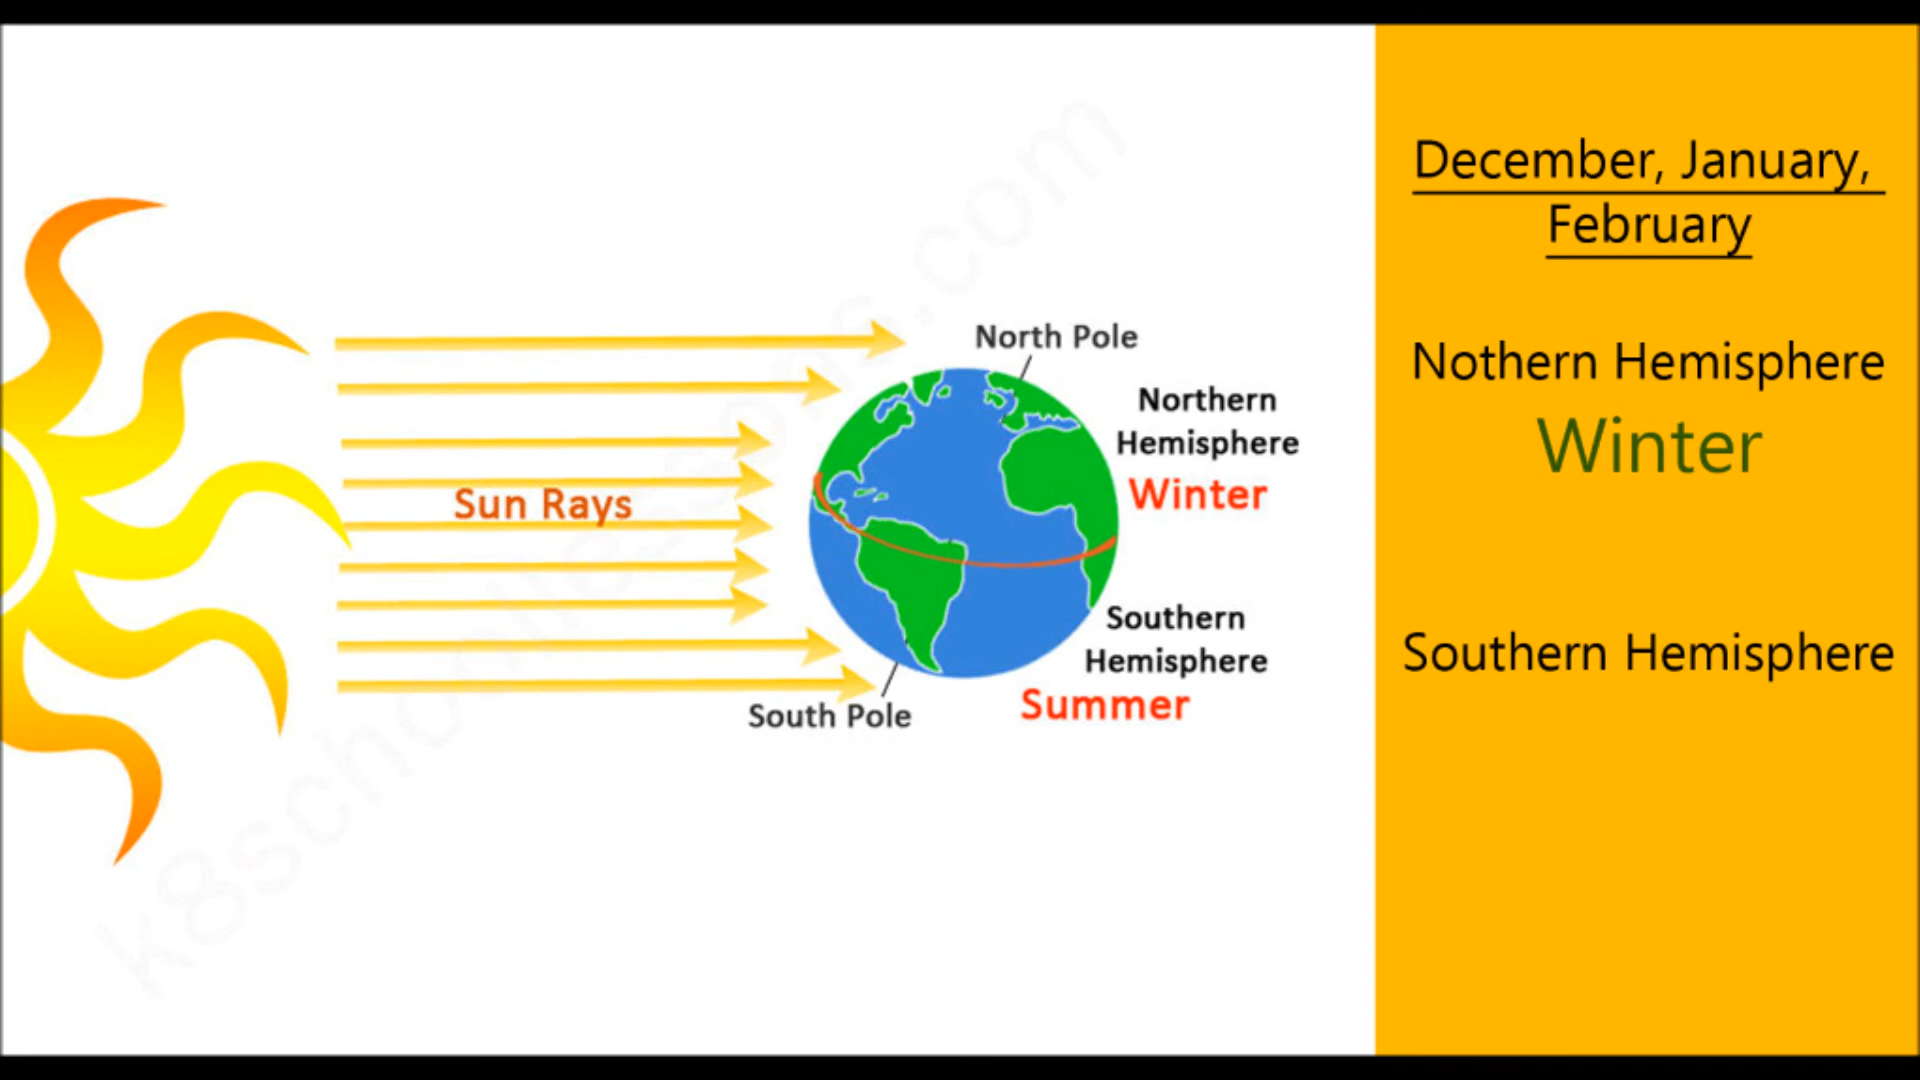 North Pole
Northern
Hemisphere
Winter
Sun Rays
Southern
Hemisphere
Summer
South Pole
December, January,
February
Nothern Hemisphere
Winter
Southern Hemisphere